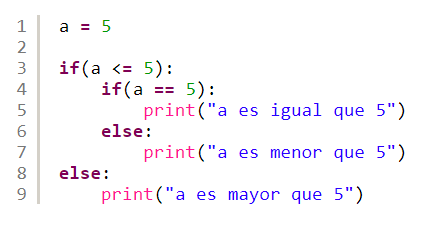 1 a = 5
2
3 if(a <= 5):
4     if(a == 5):
5         print("a es igual que 5")
6     else:
7         print("a es menor que 5")
8 else:
9     print("a es mayor que 5")